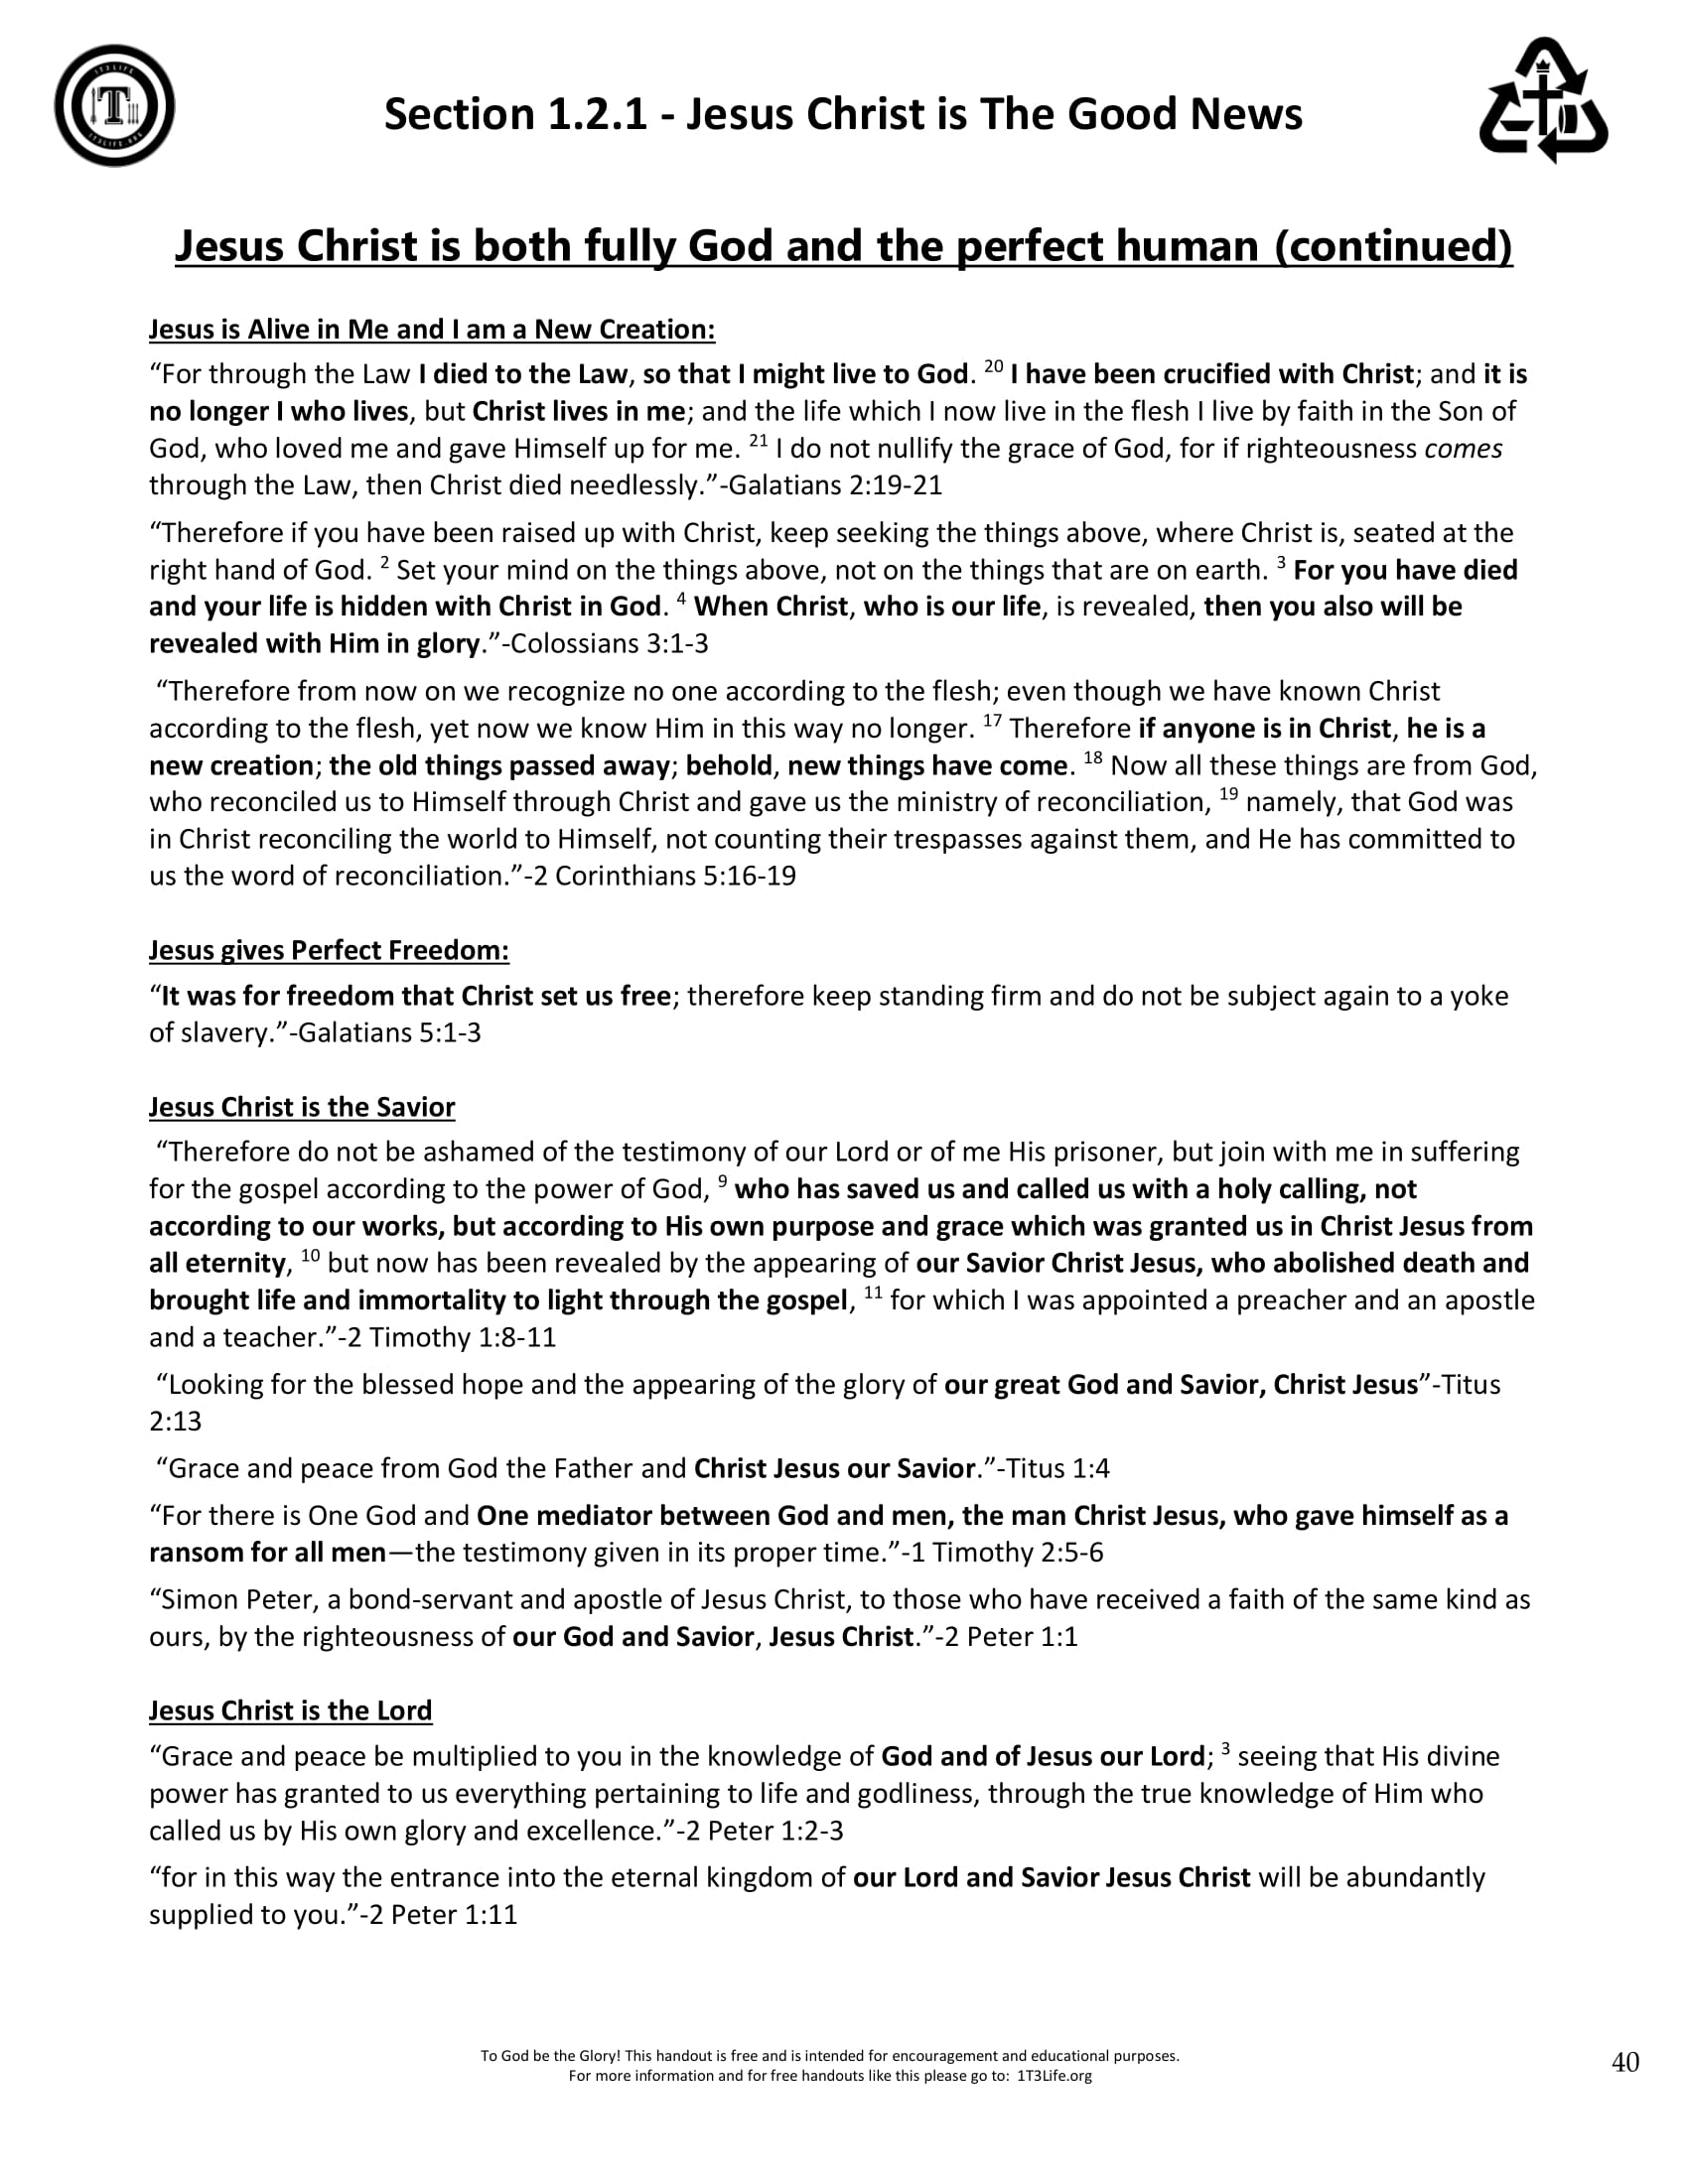 1T3LIFE
T
1T3LIFE.ORG
Section 1.2.1 - Jesus Christ is The Good News
Jesus Christ is both fully God and the perfect human (continued)
Jesus is Alive in Me and I am a New Creation:
“For through the Law I died to the Law, so that I might live to God. 20 I have been crucified with Christ; and it is
no longer I who lives, but Christ lives in me; and the life which I now live in the flesh I live by faith in the Son of
God, who loved me and gave Himself up for me. 21 I do not nullify the grace of God, for if righteousness comes
through the Law, then Christ died needlessly.”-Galatians 2:19-21
“Therefore if you have been raised up with Christ, keep seeking the things above, where Christ is, seated at the
right hand of God. 2 Set your mind on the things above, not on the things that are on earth. 3 For you have died
and your life is hidden with Christ in God. 4 When Christ, who is our life, is revealed, then you also will be
revealed with Him in glory.”-Colossians 3:1-3
“Therefore from now on we recognize no one according to the flesh; even though we have known Christ
according to the flesh, yet now we know Him in this way no longer. 17 Therefore if anyone is in Christ, he is a
new creation; the old things passed away; behold, new things have come. 18 Now all these things are from God,
who reconciled us to Himself through Christ and gave us the ministry of reconciliation, 19 namely, that God was
in Christ reconciling the world to Himself, not counting their trespasses against them, and He has committed to
us the word of reconciliation.”-2 Corinthians 5:16-19
Jesus gives Perfect Freedom:
“It was for freedom that Christ set us free; therefore keep standing firm and do not be subject again to a yoke
of slavery.”-Galatians 5:1-3
Jesus Christ is the Savior
“Therefore do not be ashamed of the testimony of our Lord or of me His prisoner, but join with me in suffering
for the gospel according to the power of God, 9 who has saved us and called us with a holy calling, not
according to our works, but according to His own purpose and grace which was granted us in Christ Jesus from
all eternity, 10 but now has been revealed by the appearing of our Savior Christ Jesus, who abolished death and
brought life and immortality to light through the gospel, 11 for which I was appointed a preacher and an apostle
and a teacher.”-2 Timothy 1:8-11
“Looking for the blessed hope and the appearing of the glory of our great God and Savior, Christ Jesus”-Titus
2:13
“Grace and peace from God the Father and Christ Jesus our Savior.”-Titus 1:4
“For there is One God and One mediator between God and men, the man Christ Jesus, who gave himself as a
ransom for all men—the testimony given in its proper time.”-1 Timothy 2:5-6
“Simon Peter, a bond-servant and apostle of Jesus Christ, to those who have received a faith of the same kind as
ours, by the righteousness of our God and Savior, Jesus Christ.”-2 Peter 1:1
Jesus Christ is the Lord
“Grace and peace be multiplied to you in the knowledge of God and of Jesus our Lord; 3 seeing that His divine
power has granted to us everything pertaining to life and godliness, through the true knowledge of Him who
called us by His own glory and excellence.”-2 Peter 1:2-3
“for in this way the entrance into the eternal kingdom of our Lord and Savior Jesus Christ will be abundantly
supplied to you.”-2 Peter 1:11
To God be the Glory! This handout is free and is intended for encouragement and educational purposes.
For more information and for free handouts like this please go to: 1T3Life.org
40